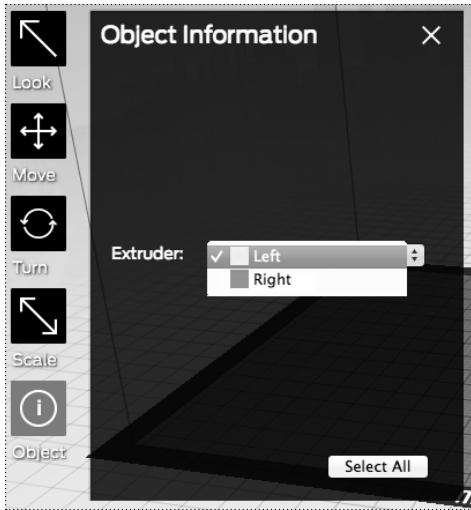 Object Information
Look
Move
Extruder:
Left
Right
Turn
Scale
Object
Select All